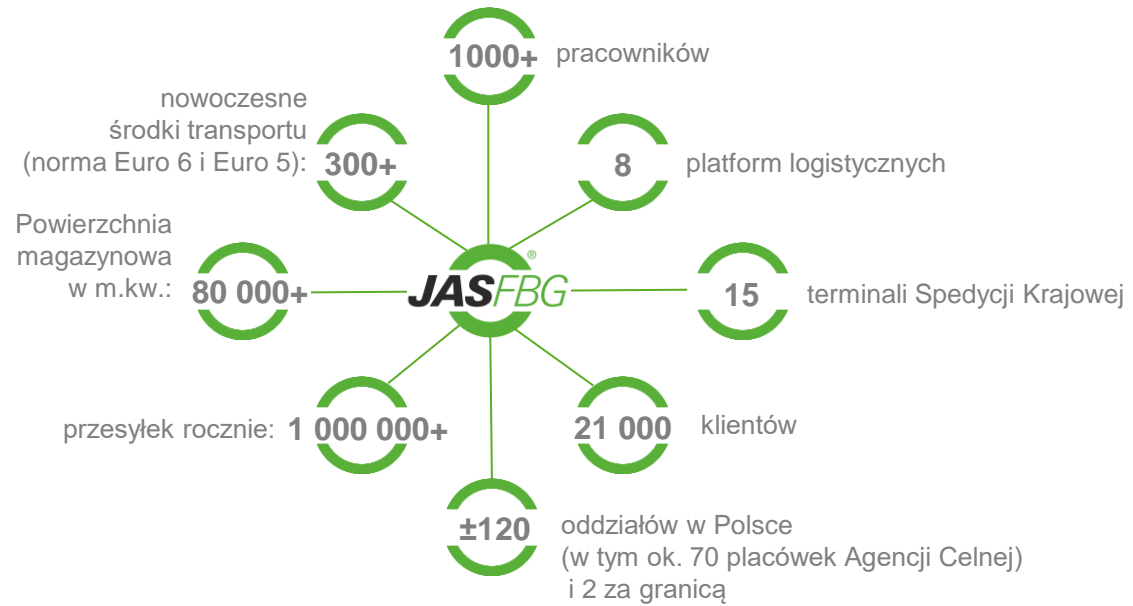 1000+ pracowników
nowoczesne
środki transportu
(norma Euro 6 i Euro 5): 300+
8 platform logistycznych
Powierzchnia
magazynowa
w m.kw.: 80 000+
JASFBG®
15 terminali Spedycji Krajowej
przesyłek rocznie: 1 000 000+
21 000 klientów
±120 oddziałów w Polsce
(w tym ok. 70 placówek Agencji Celnej)
i 2 za granicą